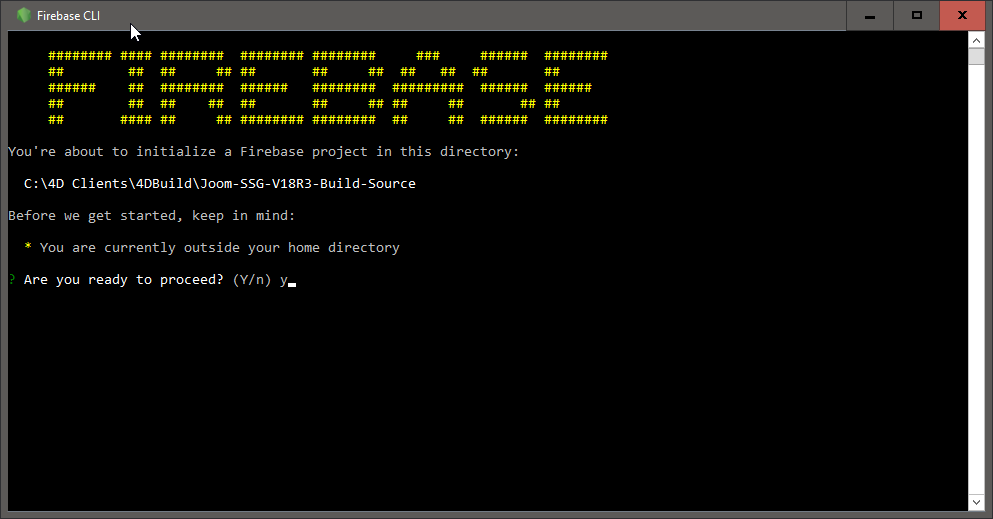 Firebase CLI
######## #### ########  ######## ########     ###     ######  ########
##        ##  ##     ## ##       ##     ##  ##   ##  ##       ##
######    ##  ########  ######   ########  #########  ######  ######
##        ##  ##    ##  ##       ##     ## ##     ##       ## ##
##       #### ##     ## ######## ########  ##     ##  ######  ########
You're about to initialize a Firebase project in this directory:
C:\4D Clients\4DBuild\Joom-SSG-V18R3-Build-Source
Before we get started, keep in mind:
* You are currently outside your home directory
? Are you ready to proceed? (Y/n) y